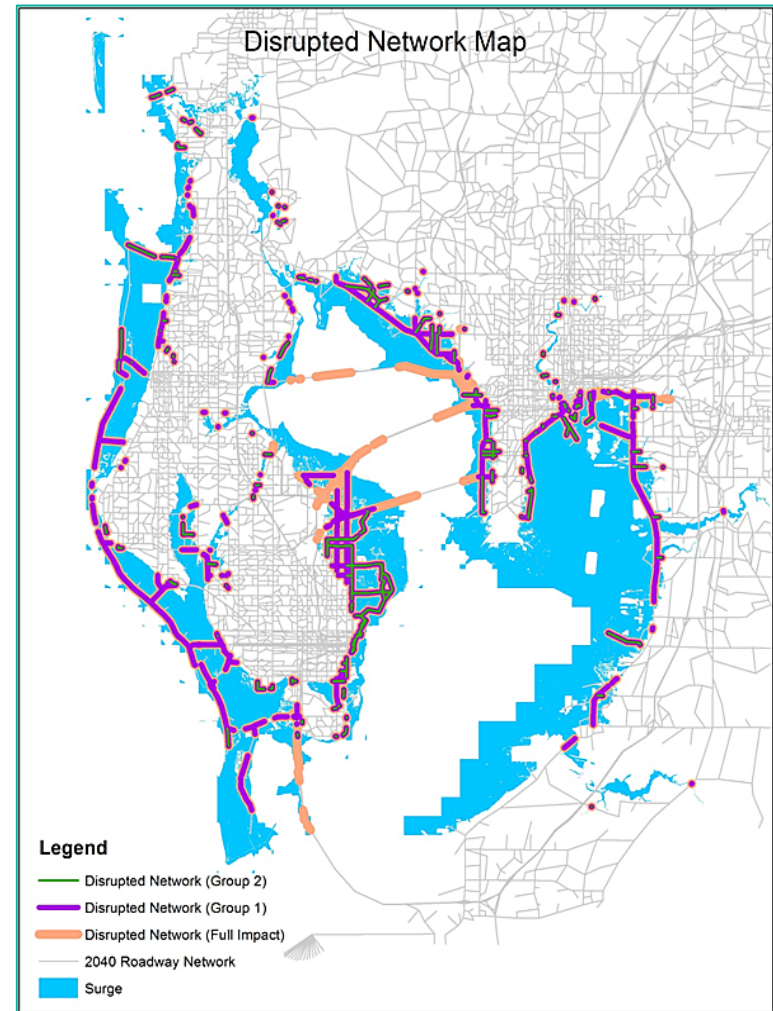 Disrupted Network Map
Legend
Disrupted Network (Group 2)
Disrupted Network (Group 1)
Disrupted Network (Full Impact)
2040 Roadway Network
Surge